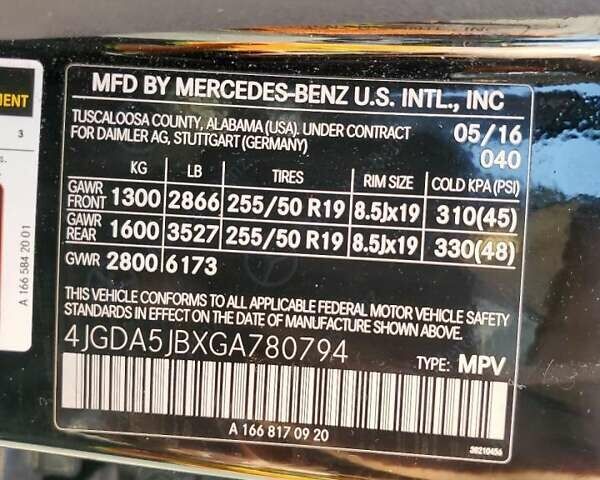 MENT
3
A 166 584 20 01
MFD BY MERCEDES-BENZ U.S. INTL., INC
TUSCALOOSA COUNTY, ALABAMA (USA). UNDER CONTRACT
FOR DAIMLER AG, STUTTGART (GERMANY)
05/16
040
KG LB TIRES RIM SIZE COLD KPA (PSI)
GAWR FRONT 1300 2866 255/50 R19 8.5Jx19 310(45)
GAWR REAR 1600 3527 255/50 R19 8.5Jx19 330(48)
GVWR 2800 6173
THIS VEHICLE CONFORMS TO ALL APPLICABLE FEDERAL MOTOR VEHICLE SAFETY
STANDARDS IN EFFECT ON THE DATE OF MANUFACTURE SHOWN ABOVE.
4JGDA5JBXGA780794
TYPE: MPV
A 166 817 09 20